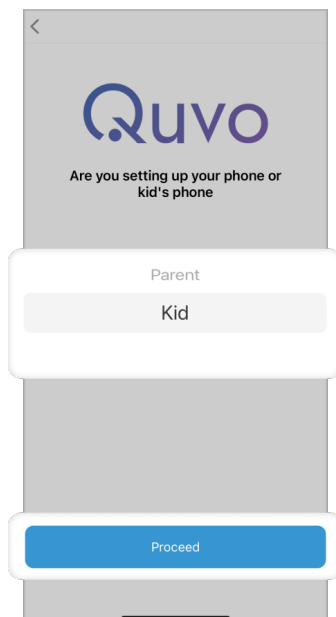 Quvo
Are you setting up your phone or
kid's phone
Parent
Kid
Proceed